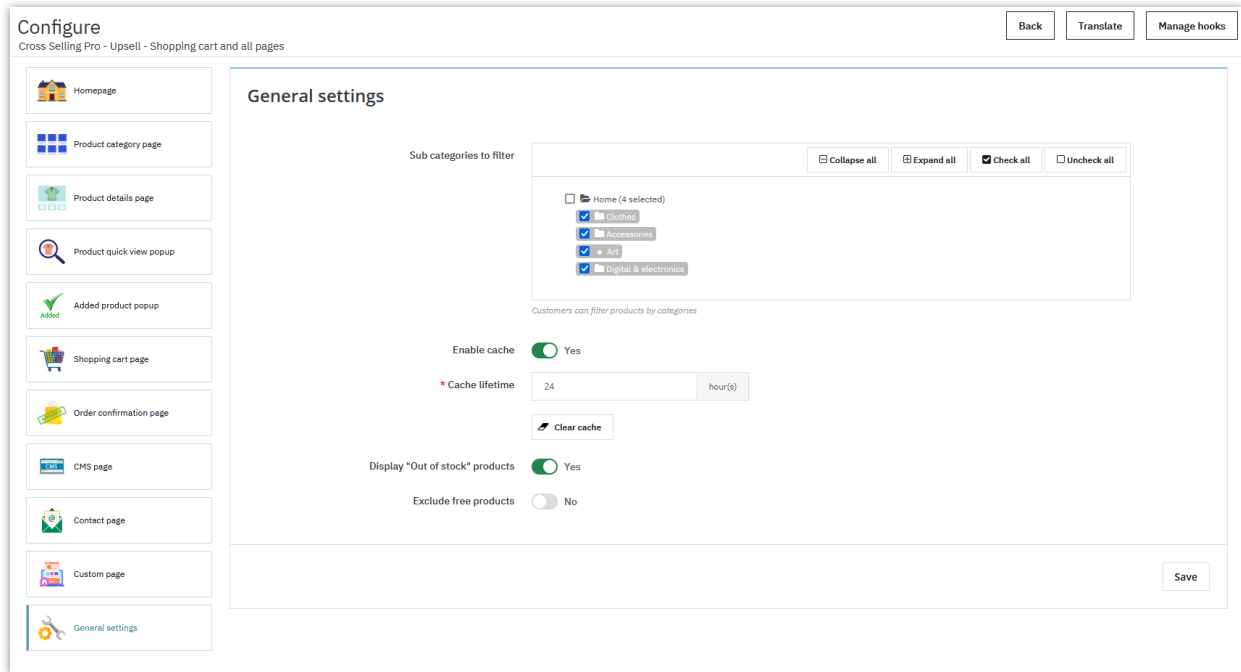 Configure
Cross Selling Pro - Upsell - Shopping cart and all pages
Back
Translate
Manage hooks
Homepage
Product category page
Product details page
Product quick view popup
Added
Added product popup
Shopping cart page
Order confirmation page
CMS
CMS page
Contact page
Custom page
General settings
General settings
Sub categories to filter
Collapse all
Expand all
Check all
Uncheck all
Home (4 selected)
Clothes
Accessories
Art
Digital & electronics
Customers can filter products by categories
Enable cache
Yes
* Cache lifetime
24
hour(s)
Clear cache
Display "Out of stock" products
Yes
Exclude free products
No
Save